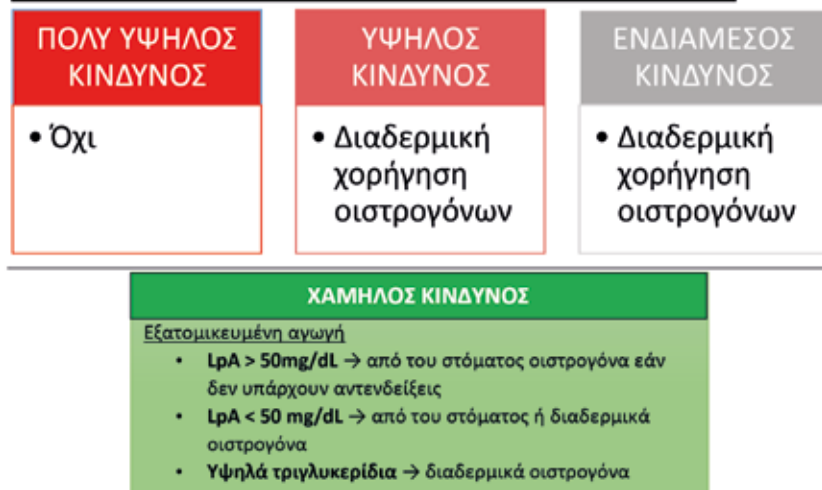 ΠΟΛΥ ΥΨΗΛΟΣ
ΚΙΝΔΥΝΟΣ
• Όχι
ΥΨΗΛΟΣ
ΚΙΝΔΥΝΟΣ
• Διαδερμική
χορήγηση
οιστρογόνων
ΕΝΔΙΑΜΕΣΟΣ
ΚΙΝΔΥΝΟΣ
• Διαδερμική
χορήγηση
οιστρογόνων
ΧΑΜΗΛΟΣ ΚΙΝΔΥΝΟΣ
Εξατομικευμένη αγωγή
• LpA > 50mg/dL → από του στόματος οιστρογόνα εάν
δεν υπάρχουν αντενδείξεις
• LpA < 50 mg/dL → από του στόματος ή διαδερμικά
οιστρογόνα
• Υψηλά τριγλυκερίδια → διαδερμικά οιστρογόνα